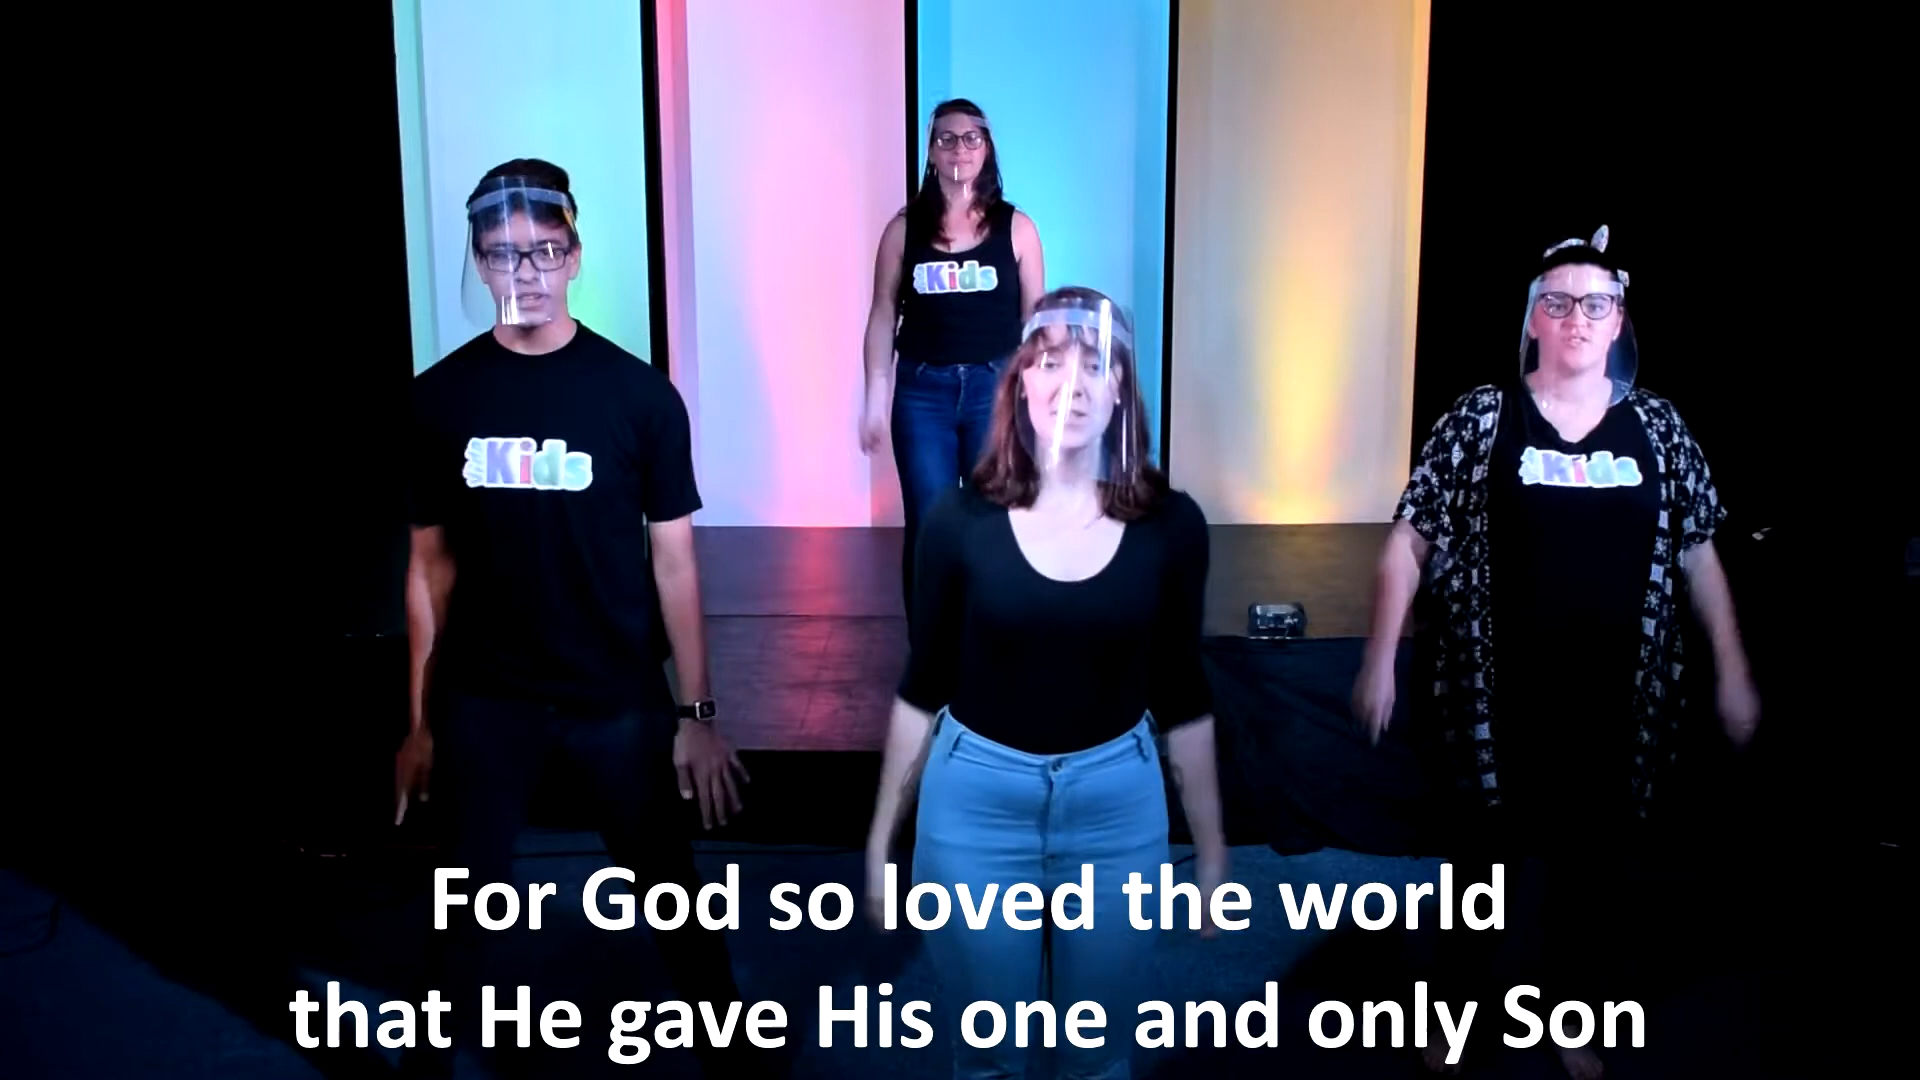 Kids
Kids
Kids
For God so loved the world
that He gave His one and only Son